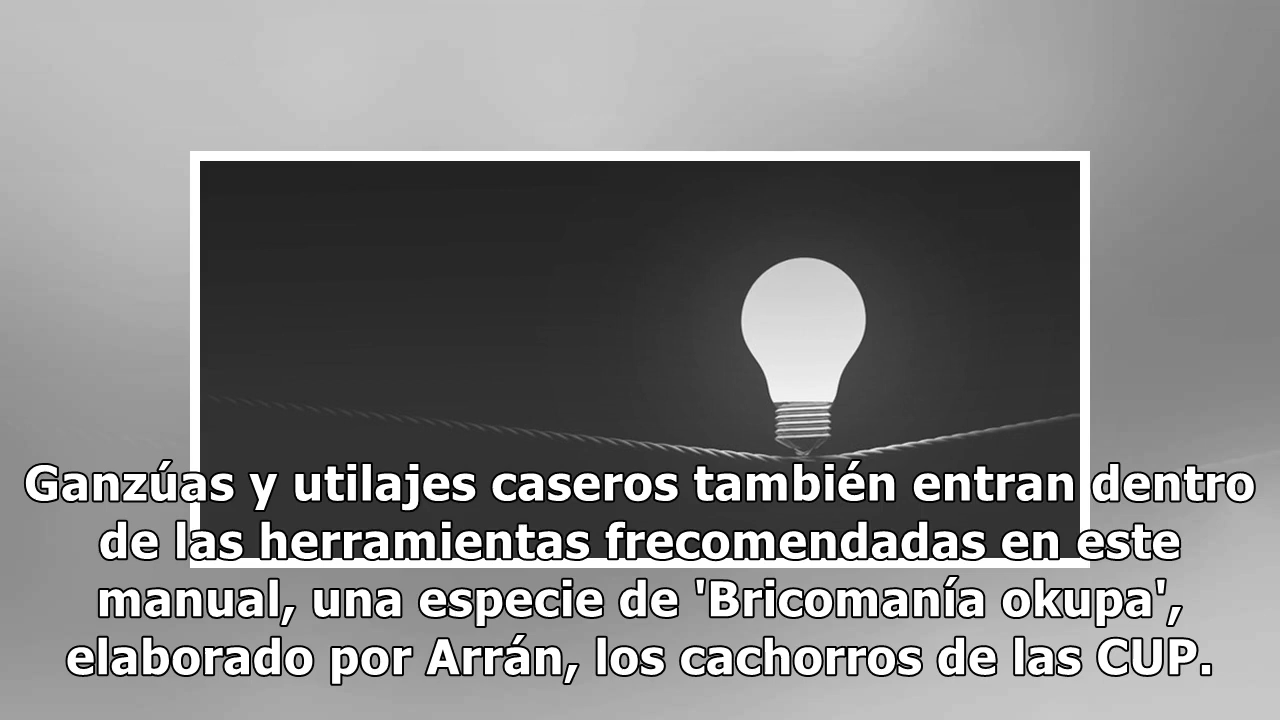 Ganzúas y utilajes caseros también entran dentro
de las herramientas frecomendadas en este
manual, una especie de 'Bricomanía okupa',
elaborado por Arrán, los cachorros de las CUP.